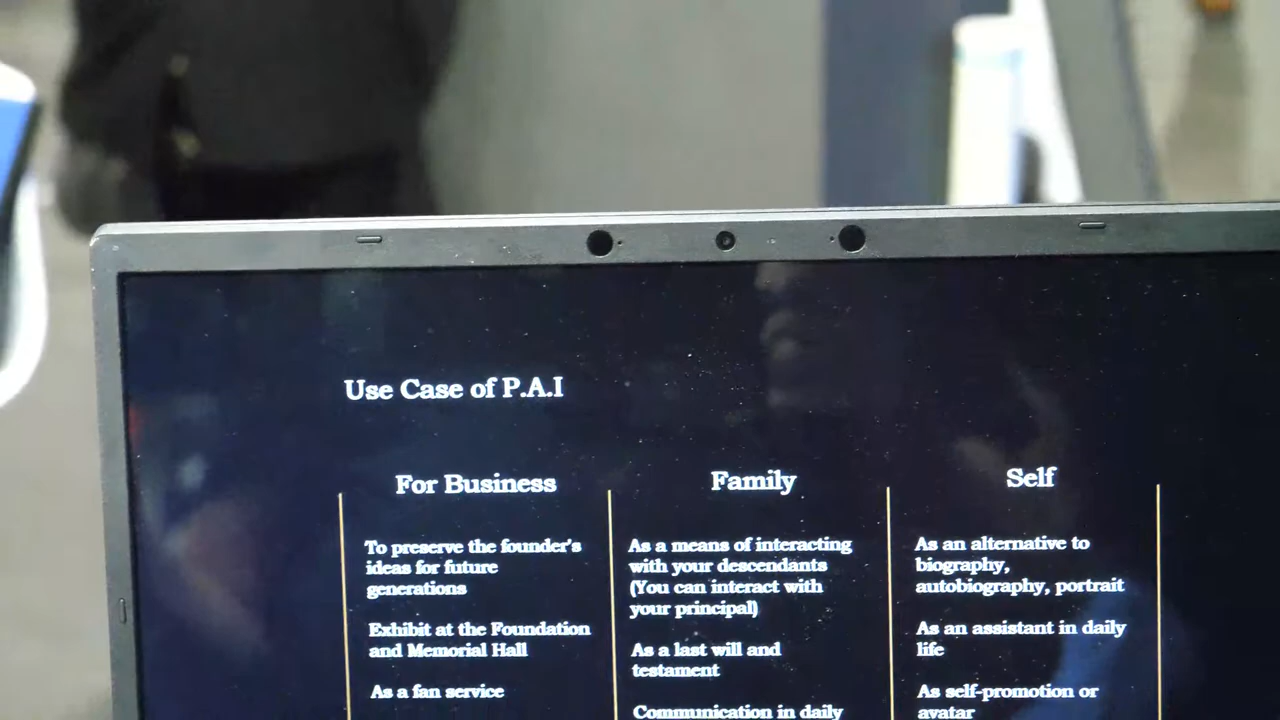 Use Case of P.A.I
For Business
To preserve the founder's
ideas for future
generations
Exhibit at the Foundation
and Memorial Hall
As a fan service
Family
As a means of interacting
with your descendants
(You can interact with
your principal)
As a last will and
testament
Communication in daily
Self
As an alternative to
biography,
autobiography, portrait
As an assistant in daily
life
As self-promotion or
avatar